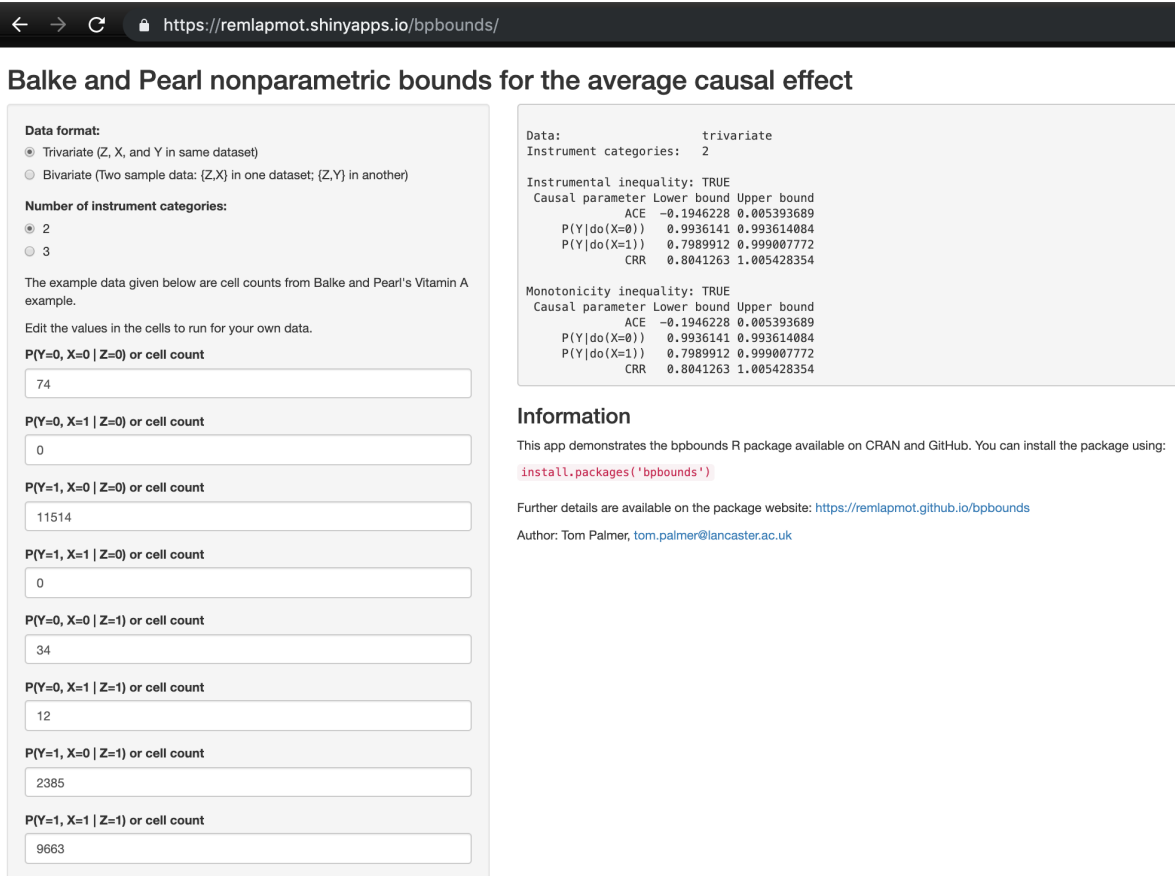 https://remlapmot.shinyapps.io/bpbounds/
Balke and Pearl nonparametric bounds for the average causal effect
Data format:
Trivariate (Z, X, and Y in same dataset)
Bivariate (Two sample data: {Z,X} in one dataset; {Z,Y} in another)
Number of instrument categories:
2
3
The example data given below are cell counts from Balke and Pearl's Vitamin A
example.
Edit the values in the cells to run for your own data.
P(Y=0, X=0 | Z=0) or cell count
74
P(Y=0, X=1 | Z=0) or cell count
0
P(Y=1, X=0 | Z=0) or cell count
11514
P(Y=1, X=1 | Z=0) or cell count
0
P(Y=0, X=0 | Z=1) or cell count
34
P(Y=0, X=1 | Z=1) or cell count
12
P(Y=1, X=0 | Z=1) or cell count
2385
P(Y=1, X=1 | Z=1) or cell count
9663
Data: trivariate
Instrument categories: 2
Instrumental inequality: TRUE
Causal parameter Lower bound Upper bound
ACE -0.1946228 0.005393689
P(Y|do(X=0)) 0.9936141 0.993614084
P(Y|do(X=1)) 0.7989912 0.999007772
CRR 0.8041263 1.005428354
Monotonicity inequality: TRUE
Causal parameter Lower bound Upper bound
ACE -0.1946228 0.005393689
P(Y|do(X=0)) 0.9936141 0.993614084
P(Y|do(X=1)) 0.7989912 0.999007772
CRR 0.8041263 1.005428354
Information
This app demonstrates the bpbounds R package available on CRAN and GitHub. You can install the package using:
install.packages('bpbounds')
Further details are available on the package website: https://remlapmot.github.io/bpbounds
Author: Tom Palmer, tom.palmer@lancaster.ac.uk